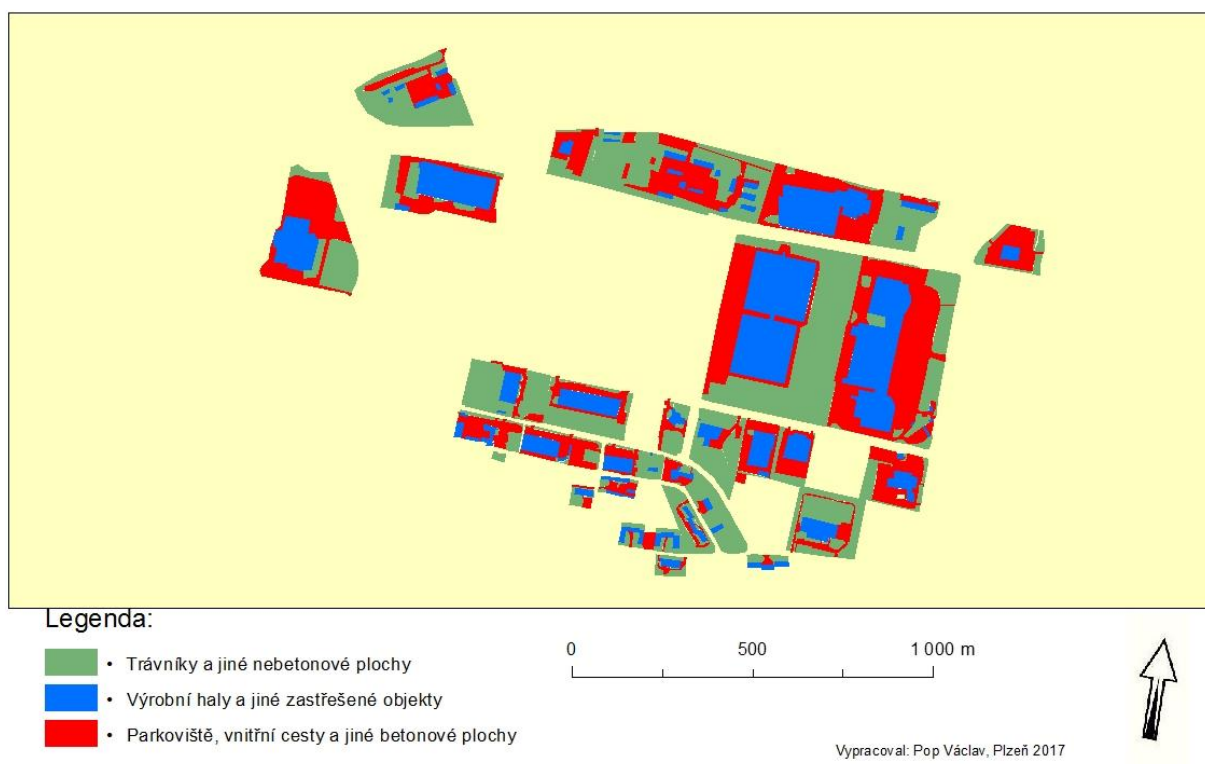 Legenda:
• Trávníky a jiné nebetonové plochy
• Výrobní haly a jiné zastřešené objekty
• Parkoviště, vnitřní cesty a jiné betonové plochy
0 500 1 000 m
Vypracoval: Pop Václav, Plzeň 2017